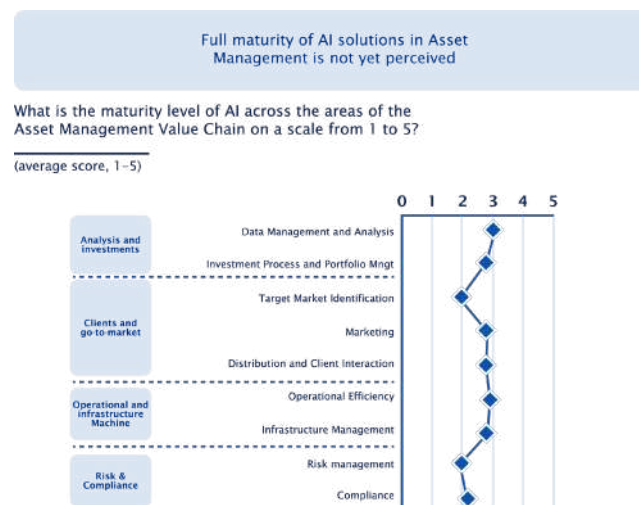 Full maturity of AI solutions in Asset
Management is not yet perceived
What is the maturity level of AI across the areas of the
Asset Management Value Chain on a scale from 1 to 5?
(average score, 1-5)
0 1 2 3 4 5
Analysis and
investments
Data Management and Analysis
Investment Process and Portfolio Mngt
Clients and
go-to-market
Target Market Identification
Marketing
Distribution and Client Interaction
Operational and
infrastructure
Machine
Operational Efficiency
Infrastructure Management
Risk &
Compliance
Risk management
Compliance